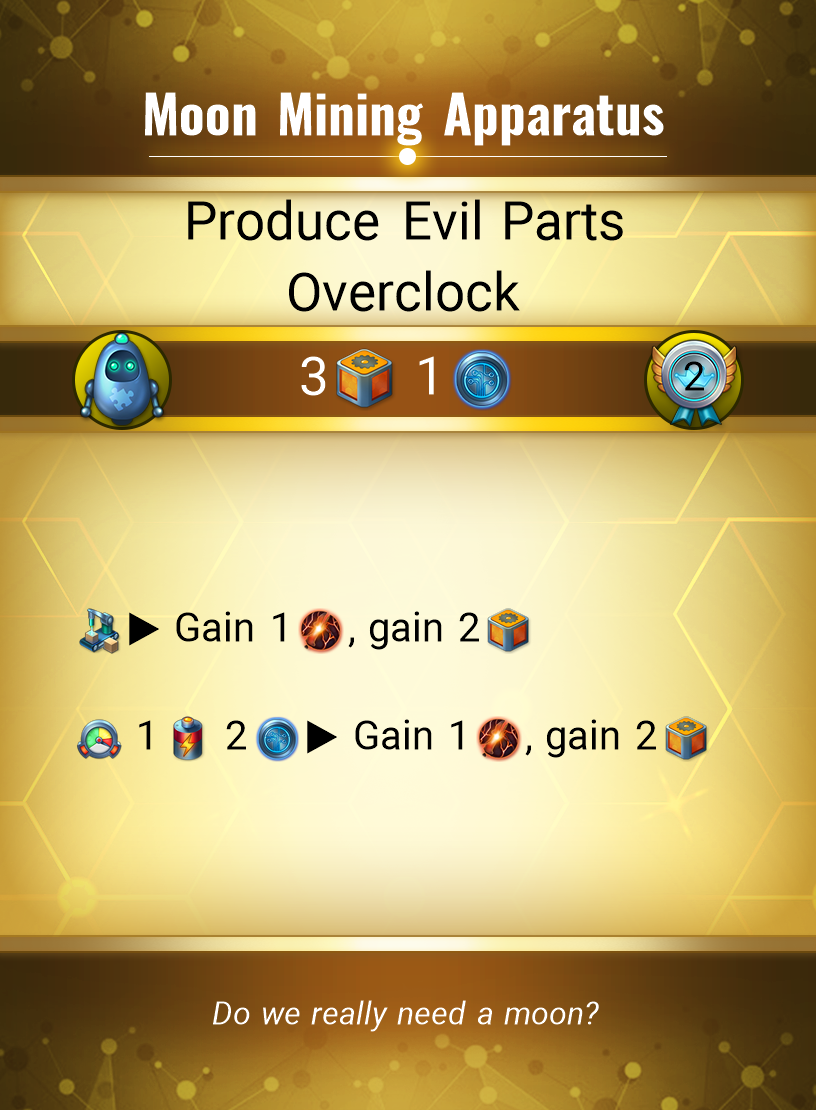 Moon Mining Apparatus
Produce Evil Parts
Overclock
3 1 2
Gain 1, gain 2
1 2 Gain 1, gain 2
Do we really need a moon?